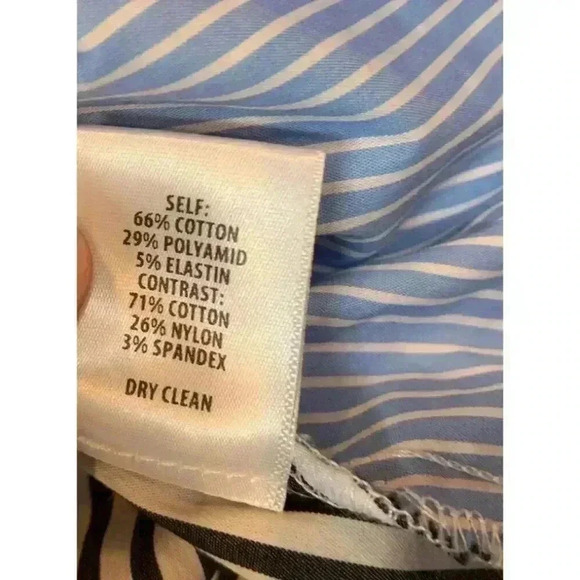 SELF:
66% COTTON
29% POLYAMID
5% ELASTIN
CONTRAST:
71% COTTON
26% NYLON
3% SPANDEX
DRY CLEAN